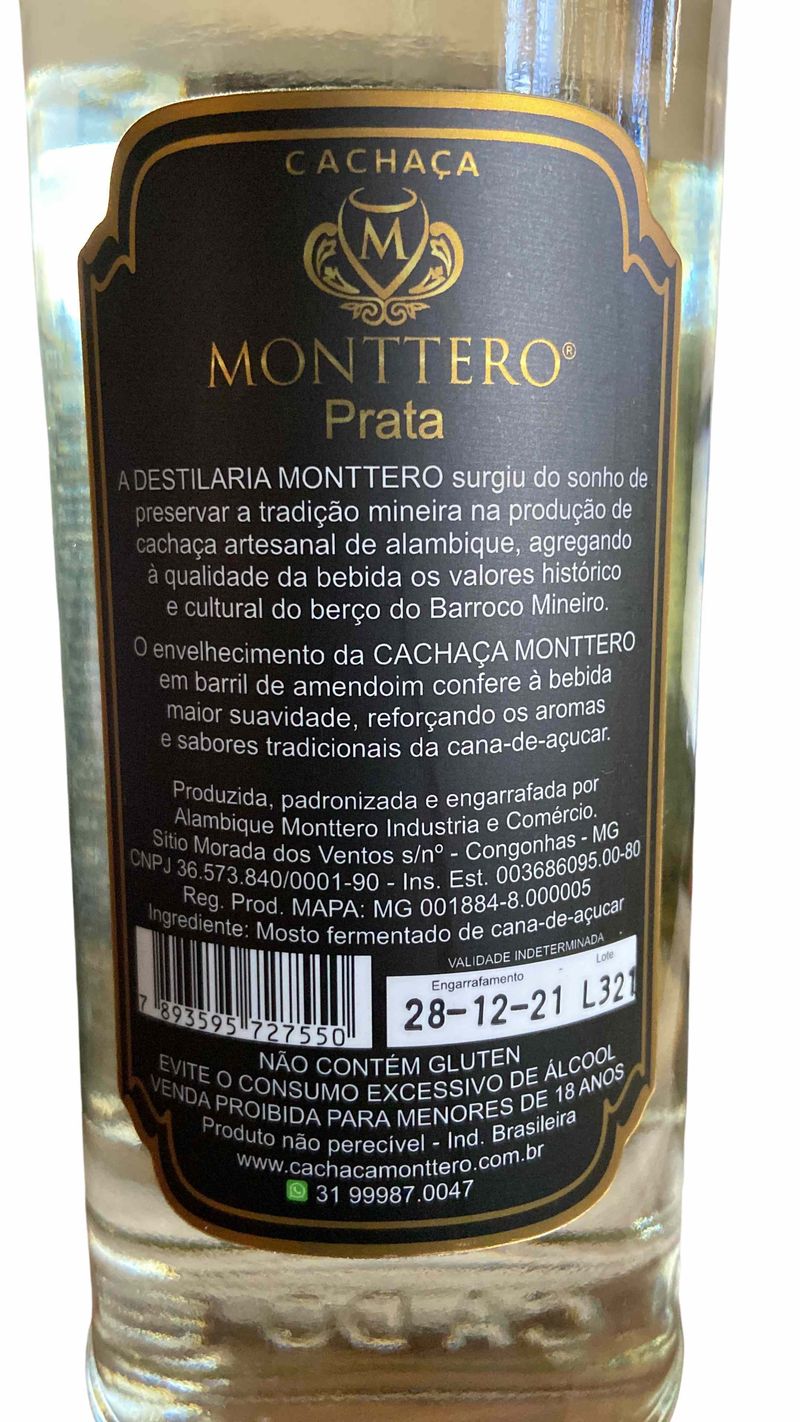 CACHAÇA
M
MONTTERO®
Prata
A DESTILARIA MONTTERO surgiu do sonho de
preservar a tradição mineira na produção de
cachaça artesanal de alambique, agregando
à qualidade da bebida os valores histórico
e cultural do berço do Barroco Mineiro.
O envelhecimento da CACHAÇA MONTTERO
em barril de amendoim confere à bebida
maior suavidade, reforçando os aromas
e sabores tradicionais da cana-de-açucar.
Produzida, padronizada e engarrafada por
Alambique Monttero Industria e Comércio.
Sitio Morada dos Ventos s/nº - Congonhas - MG
CNPJ 36.573.840/0001-90 - Ins. Est. 003686095.00-80
Reg. Prod. MAPA: MG 001884-8.000005
Ingrediente: Mosto fermentado de cana-de-açucar
VALIDADE INDETERMINADA
Engarrafamento Lote
28-12-21 L321
7 893595 727550
NÃO CONTÉM GLUTEN
EVITE O CONSUMO EXCESSIVO DE ÁLCOOL
VENDA PROIBIDA PARA MENORES DE 18 ANOS
Produto não perecível - Ind. Brasileira
www.cachacamonttero.com.br
31 99987.0047